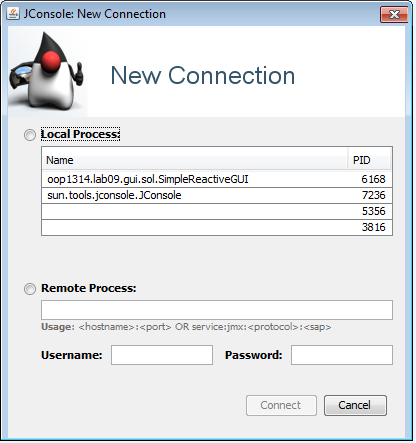 JConsole: New Connection
New Connection
Local Process:
Name PID
oop1314.lab09.gui.sol.SimpleReactiveGUI 6168
sun.tools.jconsole.JConsole 7236
5356
3816
Remote Process:
Usage: <hostname>:<port> OR service:jmx:<protocol>:<sap>
Username: Password:
Connect Cancel